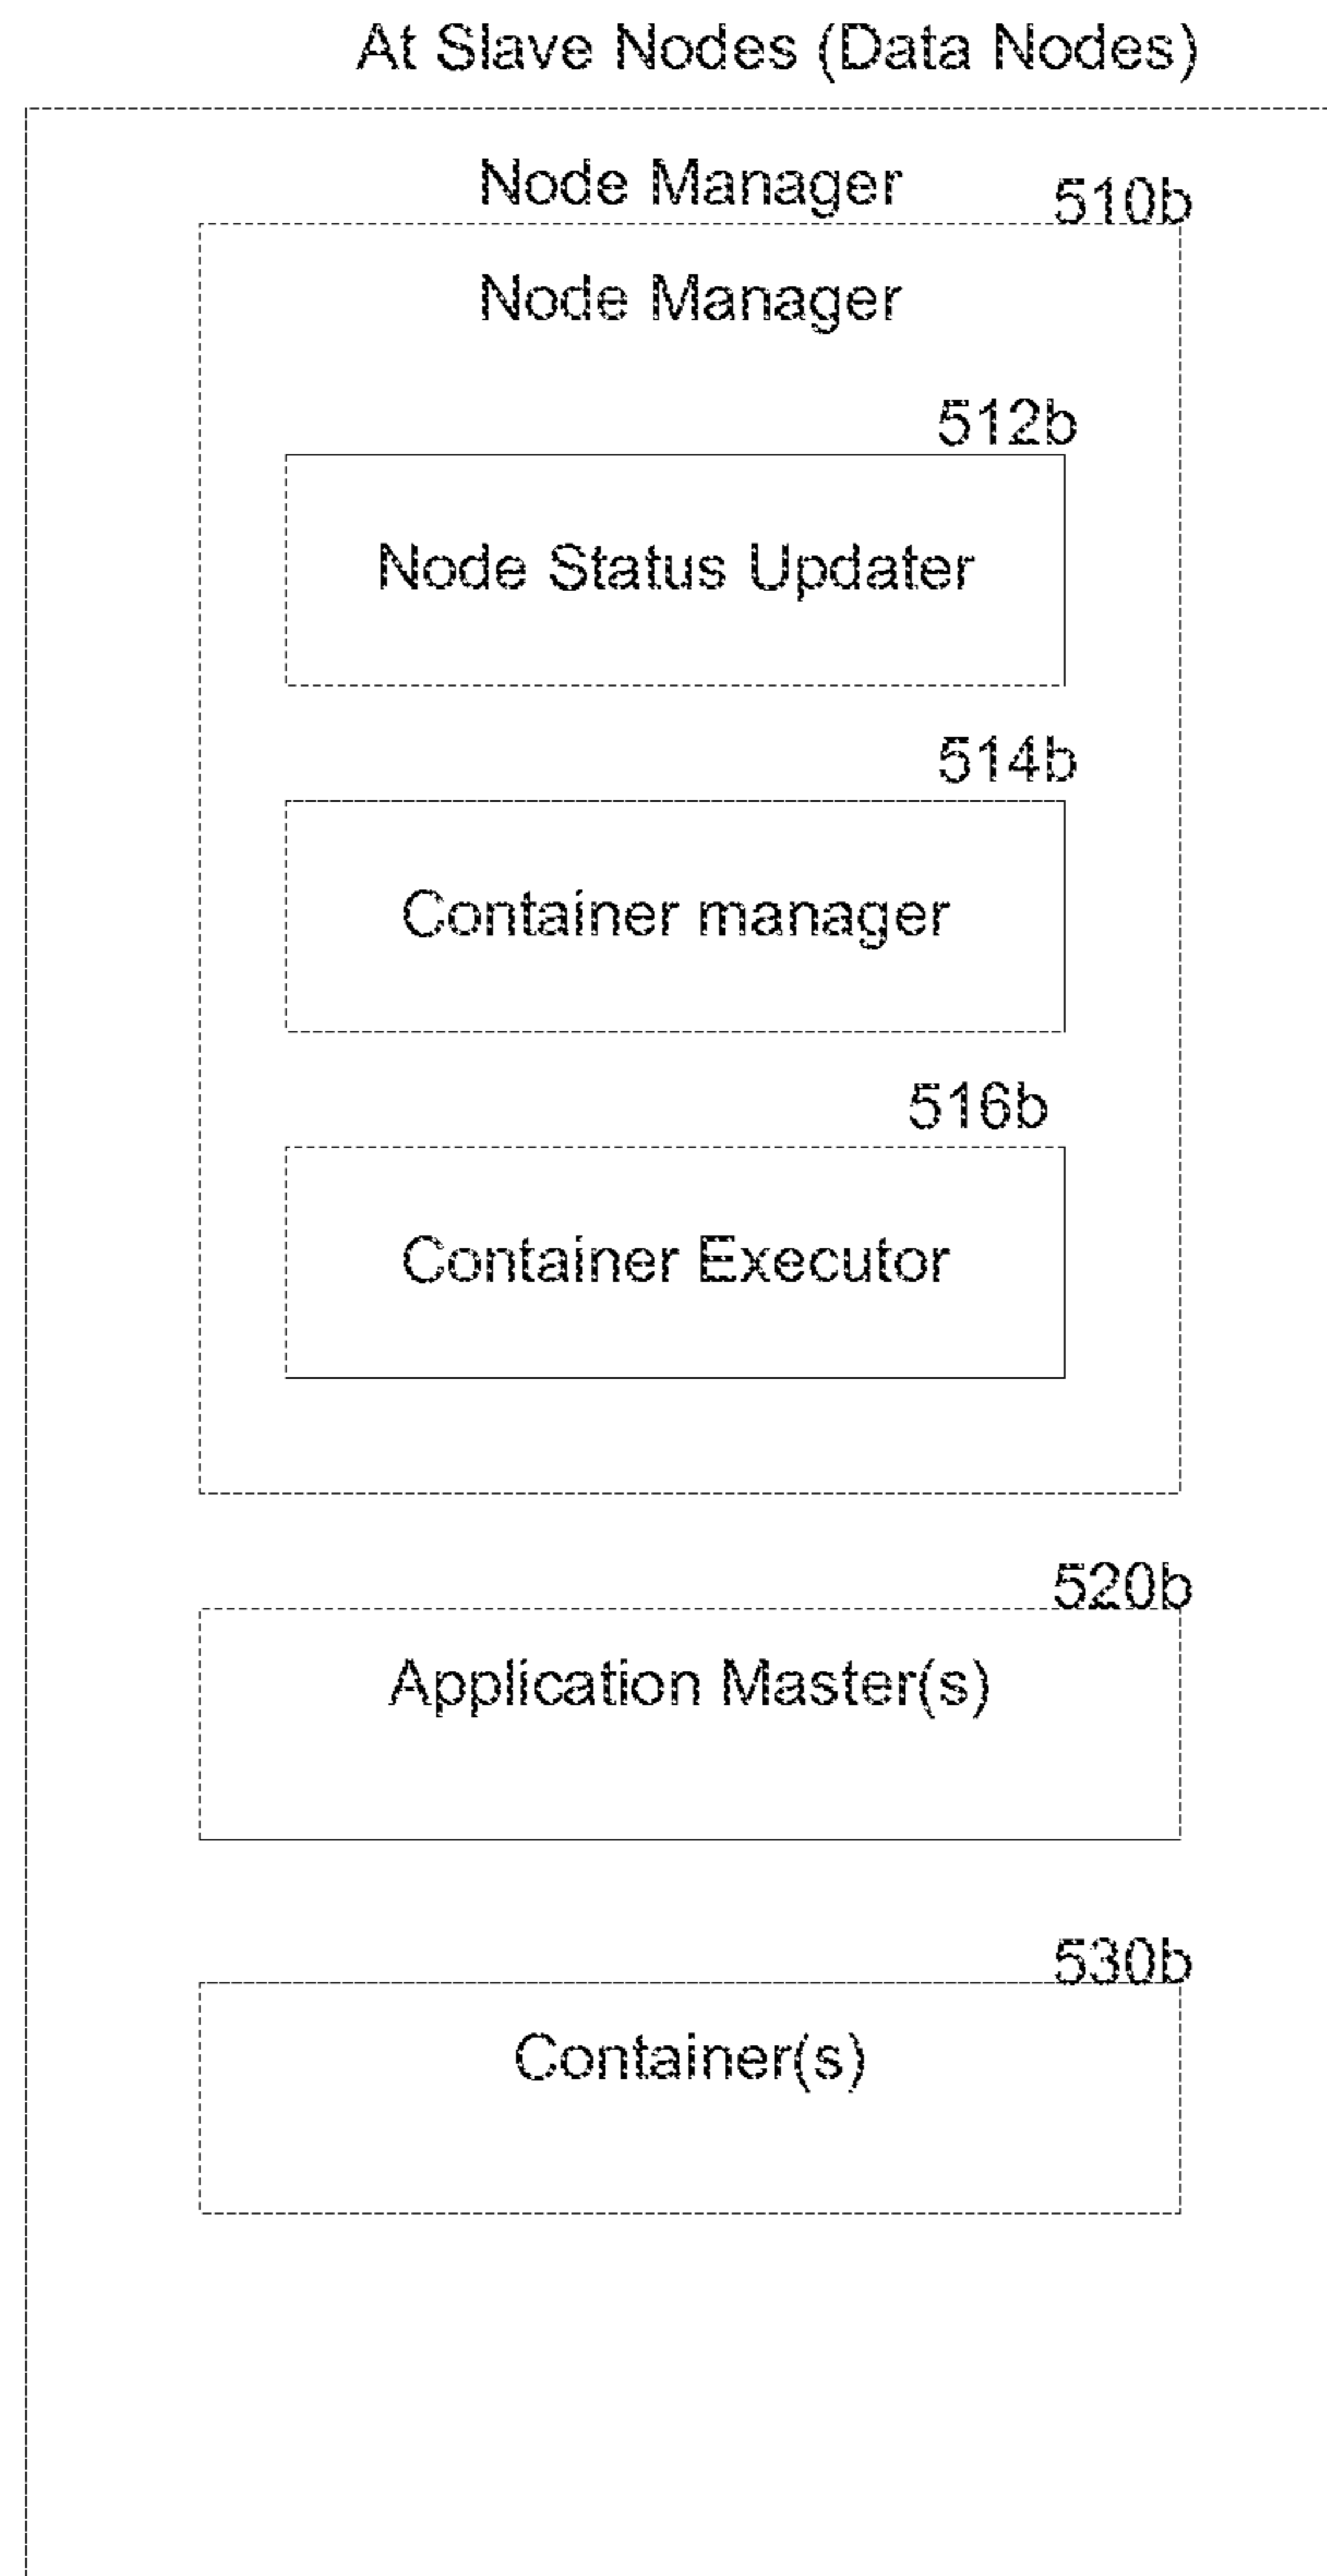 At Slave Nodes (Data Nodes)
Node Manager
510b
Node Manager
512b
Node Status Updater
514b
Container manager
516b
Container Executor
520b
Application Master(s)
530b
Container(s)